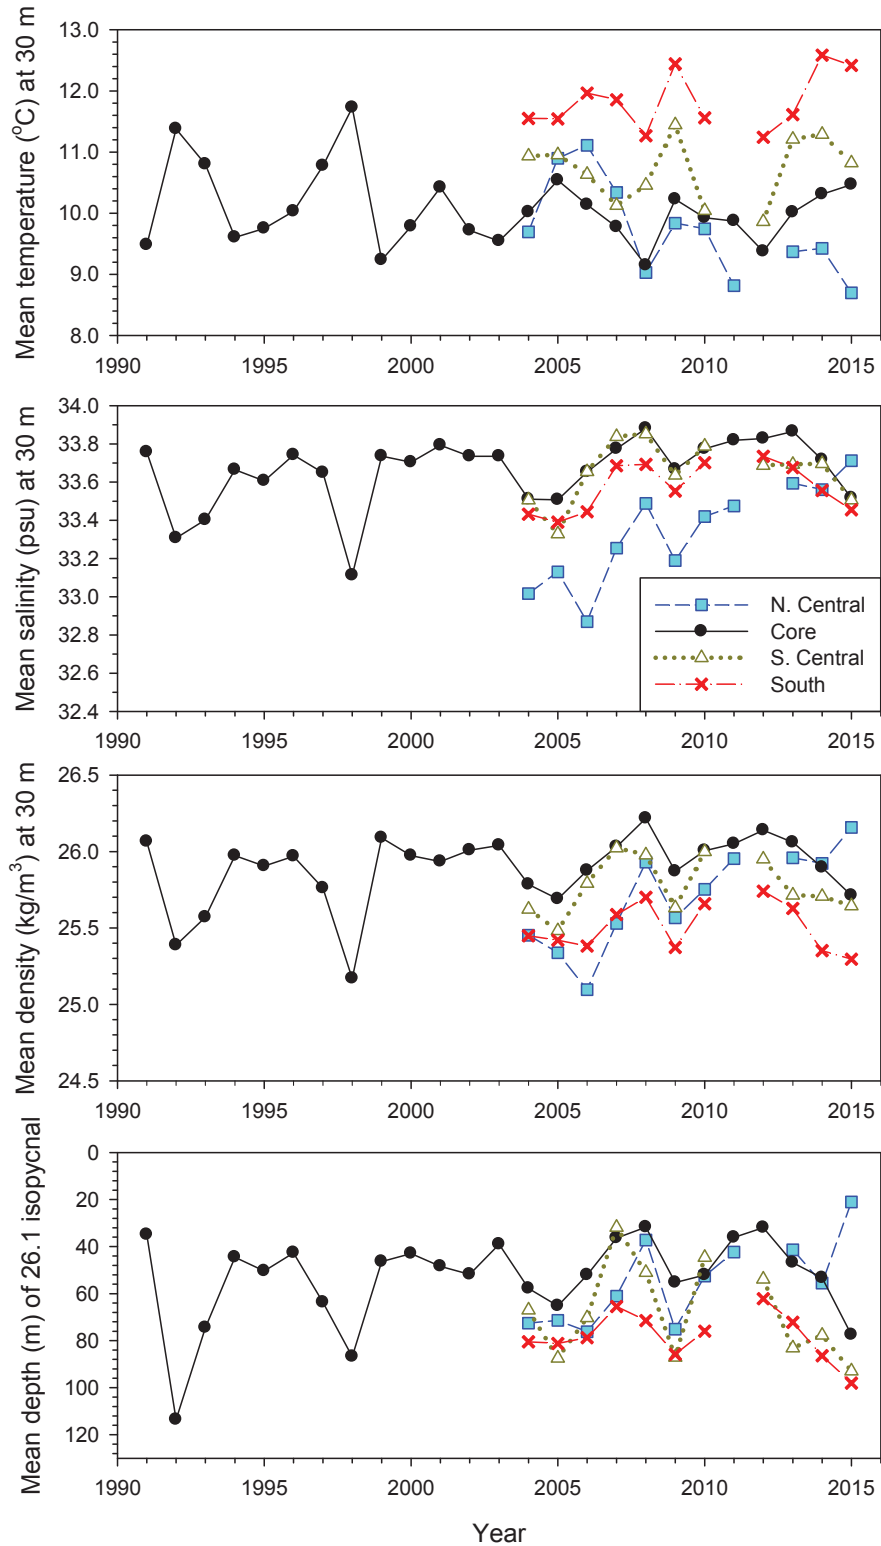 Mean temperature (°C) at 30 m
13.0
12.0
11.0
10.0
9.0
8.0
1990 1995 2000 2005 2010 2015
Mean salinity (psu) at 30 m
34.0
33.8
33.6
33.4
33.2
33.0
32.8
32.6
32.4
N. Central
Core
S. Central
South
1990 1995 2000 2005 2010 2015
Mean density (kg/m³) at 30 m
26.5
26.0
25.5
25.0
24.5
1990 1995 2000 2005 2010 2015
Mean depth (m) of 26.1 isopycnal
0
20
40
60
80
100
120
1990 1995 2000 2005 2010 2015
Year